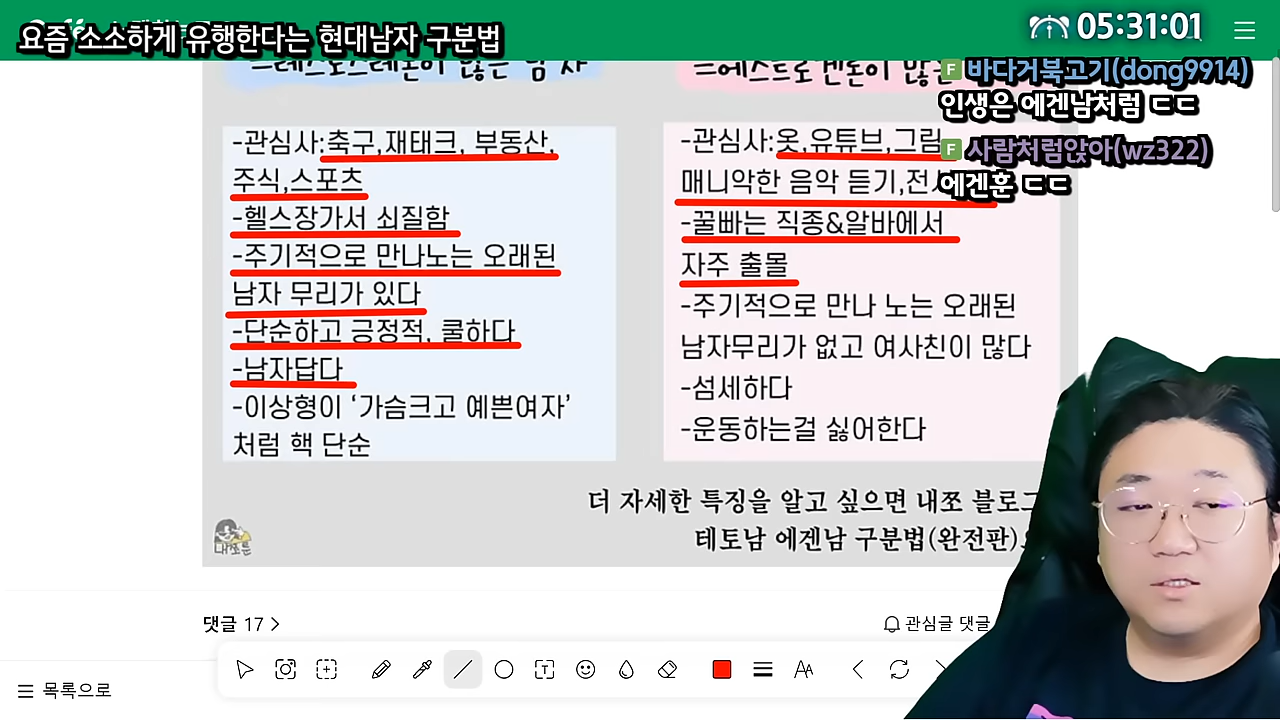 요즘 소소하게 유행한다는 현대남자 구분법
05:31:01
바다거북고기(dong9914)
인생은 에겐남처럼 ㄷㄷ
사람처럼앉아(wz322)
에겐훈 ㄷㄷ
-관심사:축구,재태크, 부동산,
주식,스포츠
-헬스장가서 쇠질함
-주기적으로 만나노는 오래된
남자 무리가 있다
-단순하고 긍정적, 쿨하다
-남자답다
-이상형이 ‘가슴크고 예쁜여자’
처럼 핵 단순
-관심사:옷,유튜브,그림
매니악한 음악 듣기,전시
-꿀빠는 직종&알바에서
자주 출몰
-주기적으로 만나 노는 오래된
남자무리가 없고 여사친이 많다
-섬세하다
-운동하는걸 싫어한다
더 자세한 특징을 알고 싶으면 내쪼 블로그
테토남 에겐남 구분법(완전판)
내쪼툰
댓글 17
관심글 댓글
목록으로